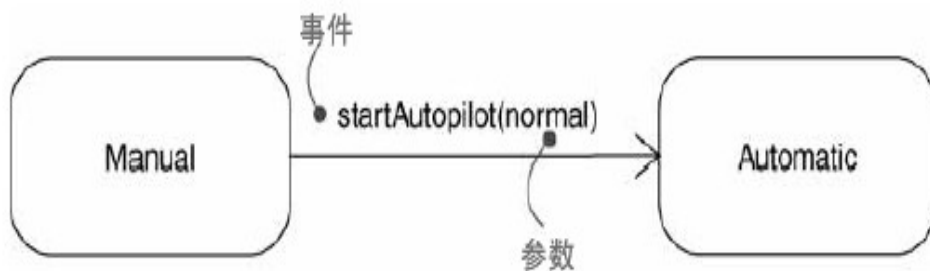 事件
startAutopilot(normal)
Manual
Automatic
参数